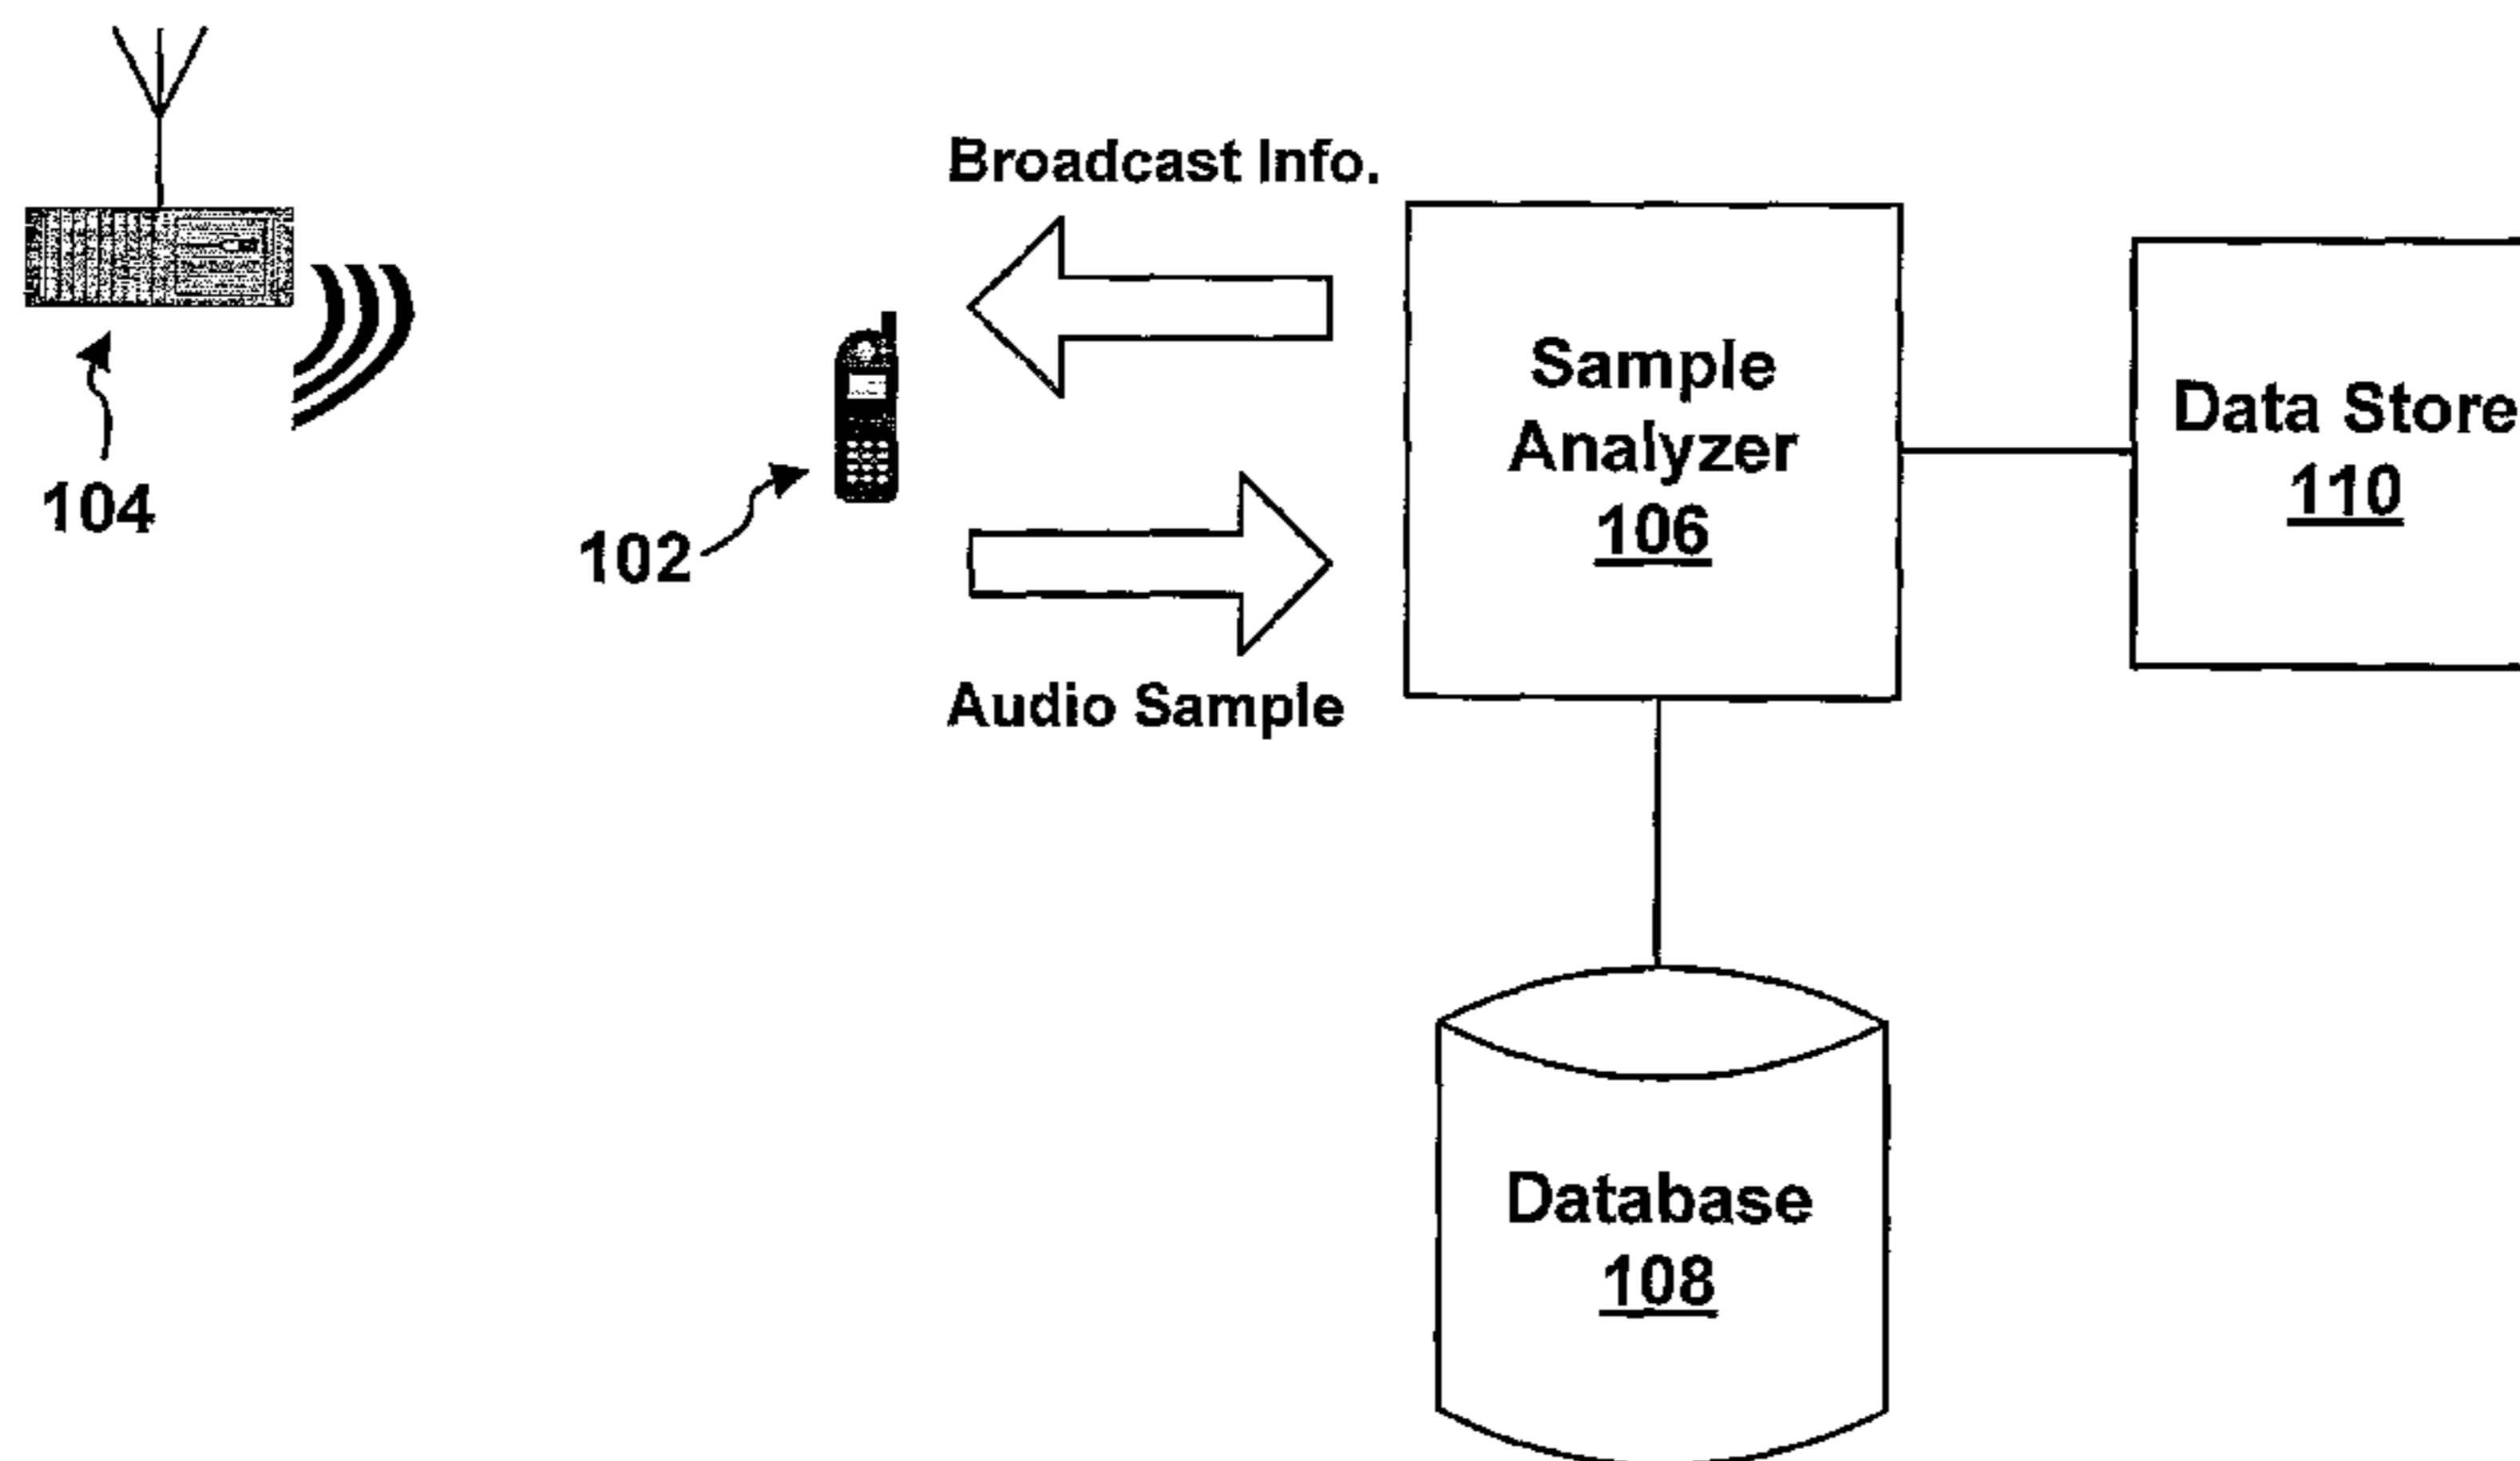 104
102
Broadcast Info.
Audio Sample
Sample
Analyzer
106
Data Store
110
Database
108